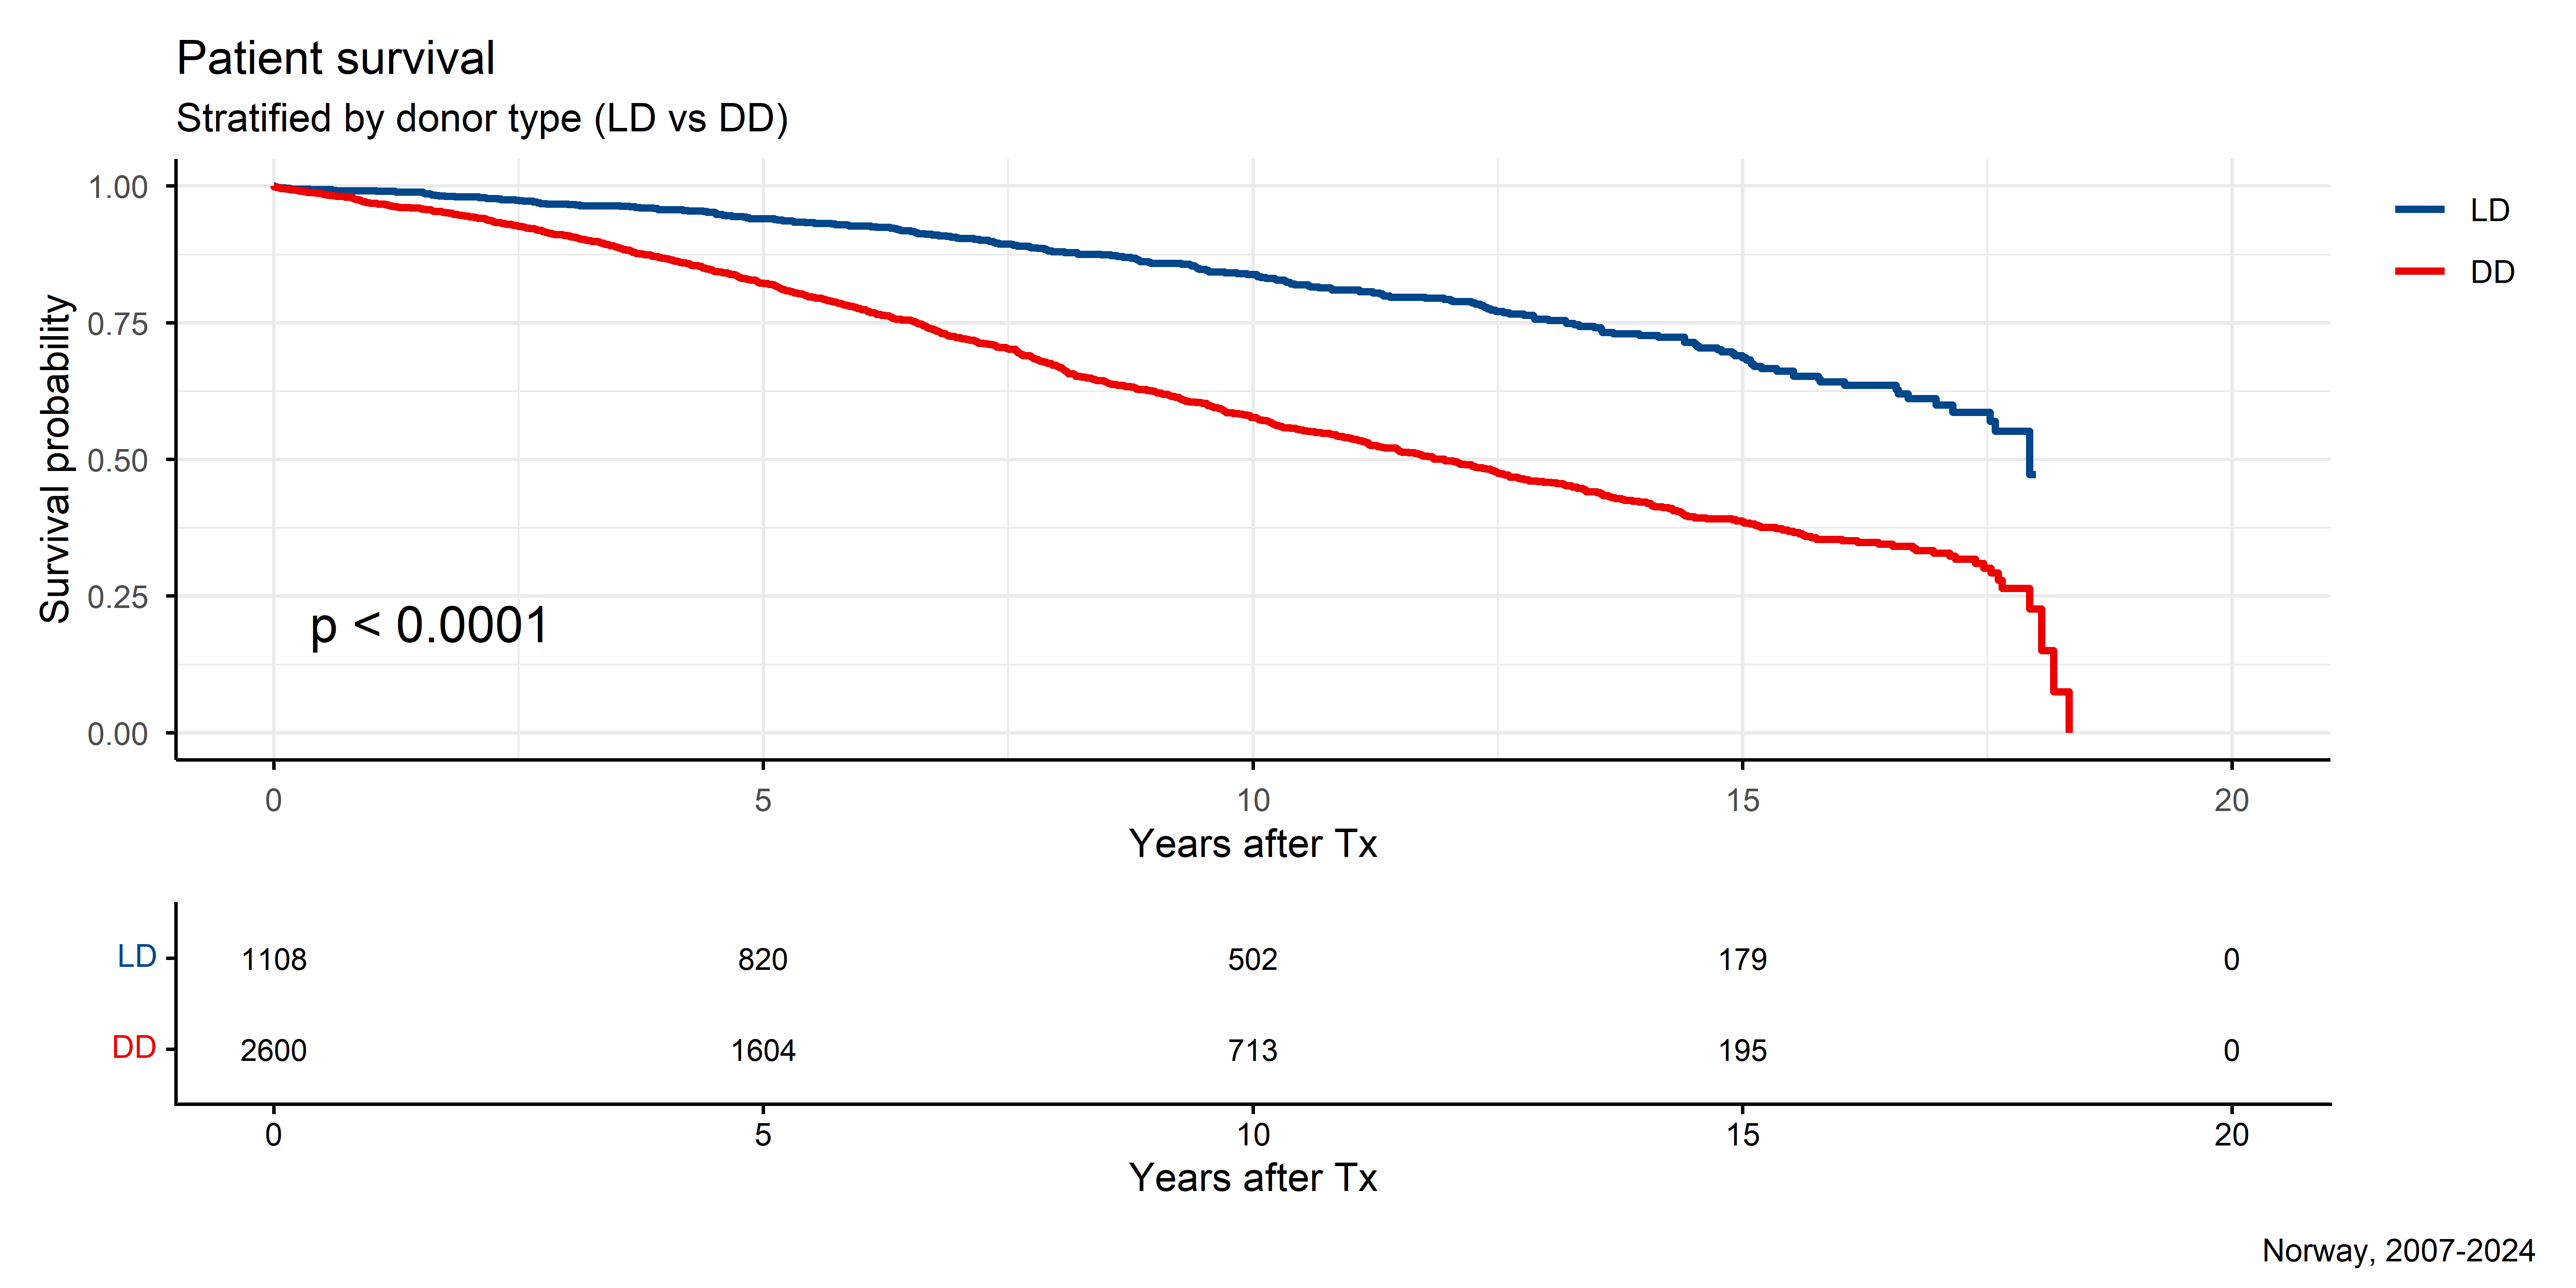 Patient survival
Stratified by donor type (LD vs DD)
1.00
0.75
0.50
0.25
0.00
Survival probability
p < 0.0001
LD
DD
0 5 10 15 20
Years after Tx
LD 1108 820 502 179 0
DD 2600 1604 713 195 0
0 5 10 15 20
Years after Tx
Norway, 2007-2024